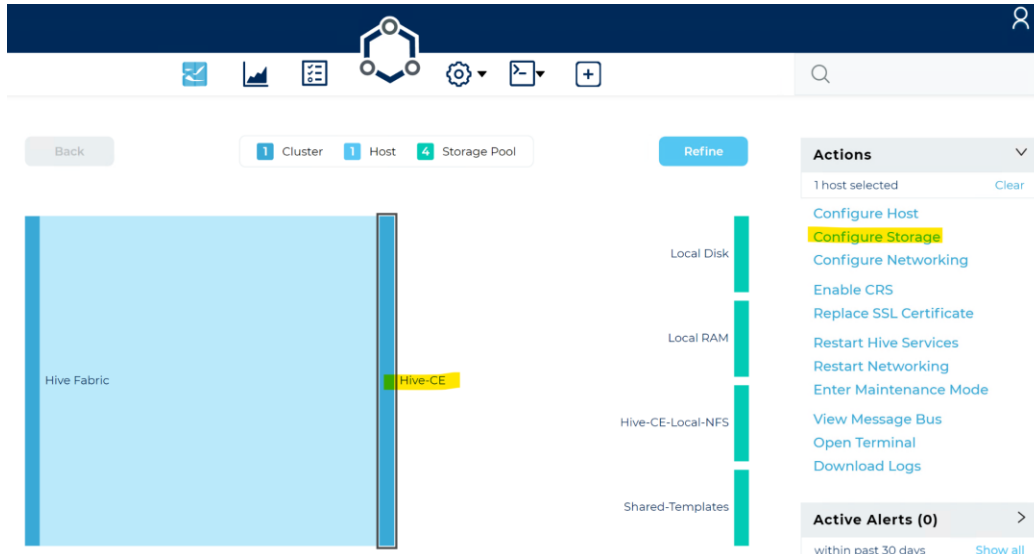 Back
1 Cluster 1 Host 4 Storage Pool
Refine
Hive Fabric
Hive-CE
Local Disk
Local RAM
Hive-CE-Local-NFS
Shared-Templates
Actions
1 host selected Clear
Configure Host
Configure Storage
Configure Networking
Enable CRS
Replace SSL Certificate
Restart Hive Services
Restart Networking
Enter Maintenance Mode
View Message Bus
Open Terminal
Download Logs
Active Alerts (0)
within past 30 days Show all